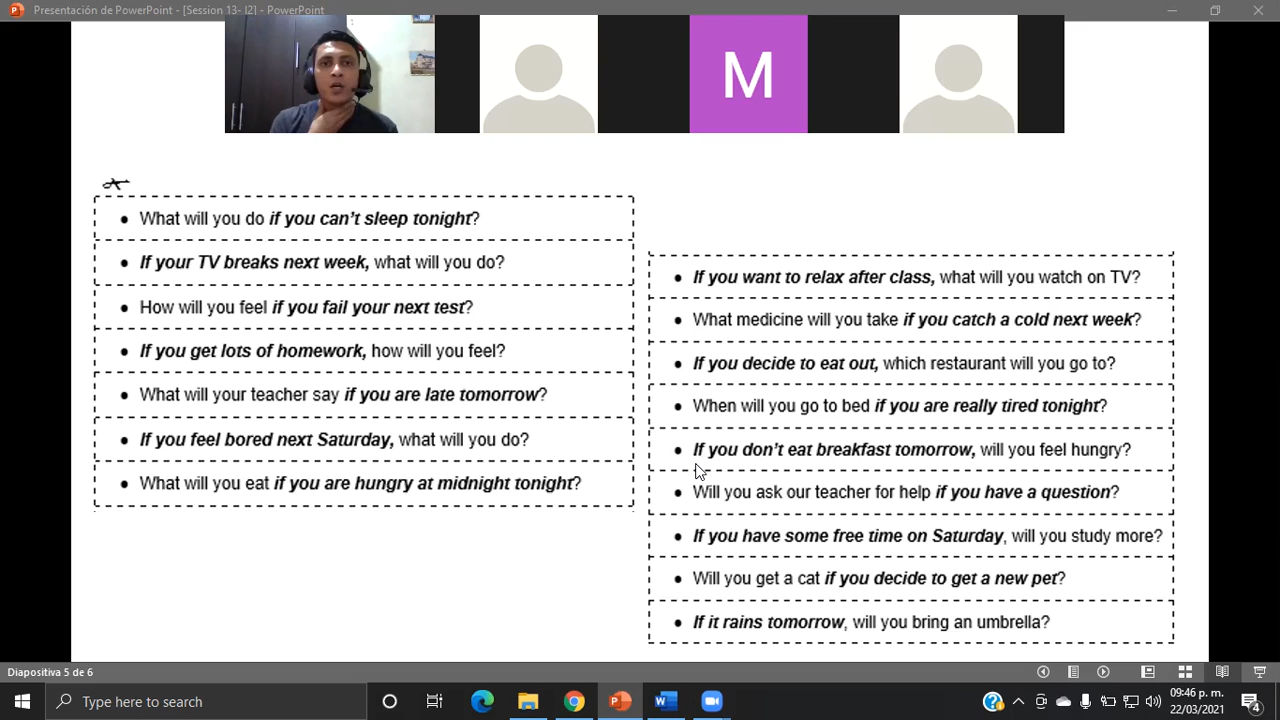 Presentación de PowerPoint - [Session 13- I2] - PowerPoint
M
• What will you do if you can't sleep tonight?
• If your TV breaks next week, what will you do?
• How will you feel if you fail your next test?
• If you get lots of homework, how will you feel?
• What will your teacher say if you are late tomorrow?
• If you feel bored next Saturday, what will you do?
• What will you eat if you are hungry at midnight tonight?
• If you want to relax after class, what will you watch on TV?
• What medicine will you take if you catch a cold next week?
• If you decide to eat out, which restaurant will you go to?
• When will you go to bed if you are really tired tonight?
• If you don't eat breakfast tomorrow, will you feel hungry?
• Will you ask our teacher for help if you have a question?
• If you have some free time on Saturday, will you study more?
• Will you get a cat if you decide to get a new pet?
• If it rains tomorrow, will you bring an umbrella?
Diapositiva 5 de 6
Type here to search
09:46 p. m.
22/03/2021
4